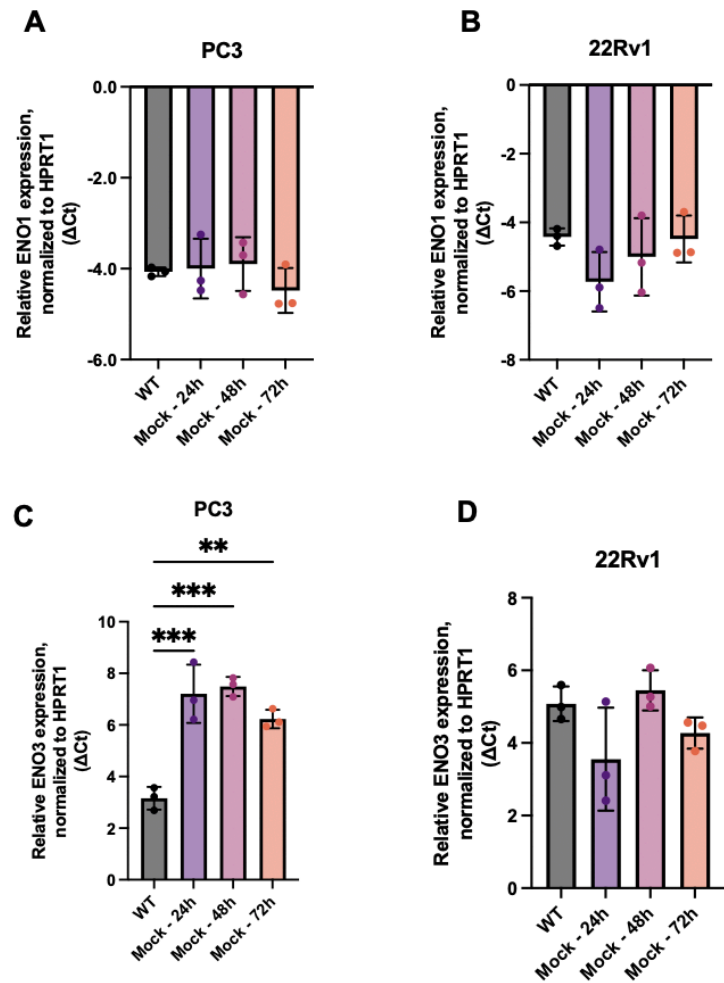 A
PC3
Relative ENO1 expression,
normalized to HPRT1
(ΔCt)
0.0
-2.0
-4.0
-6.0
WT
Mock - 24h
Mock - 48h
Mock - 72h
B
22Rv1
Relative ENO1 expression,
normalized to HPRT1
(ΔCt)
0
-2
-4
-6
-8
WT
Mock - 24h
Mock - 48h
Mock - 72h
C
PC3
Relative ENO3 expression,
normalized to HPRT1
(ΔCt)
**
***
***
10
8
6
4
2
0
WT
Mock - 24h
Mock - 48h
Mock - 72h
D
22Rv1
Relative ENO3 expression,
normalized to HPRT1
(ΔCt)
8
6
4
2
0
WT
Mock - 24h
Mock - 48h
Mock - 72h